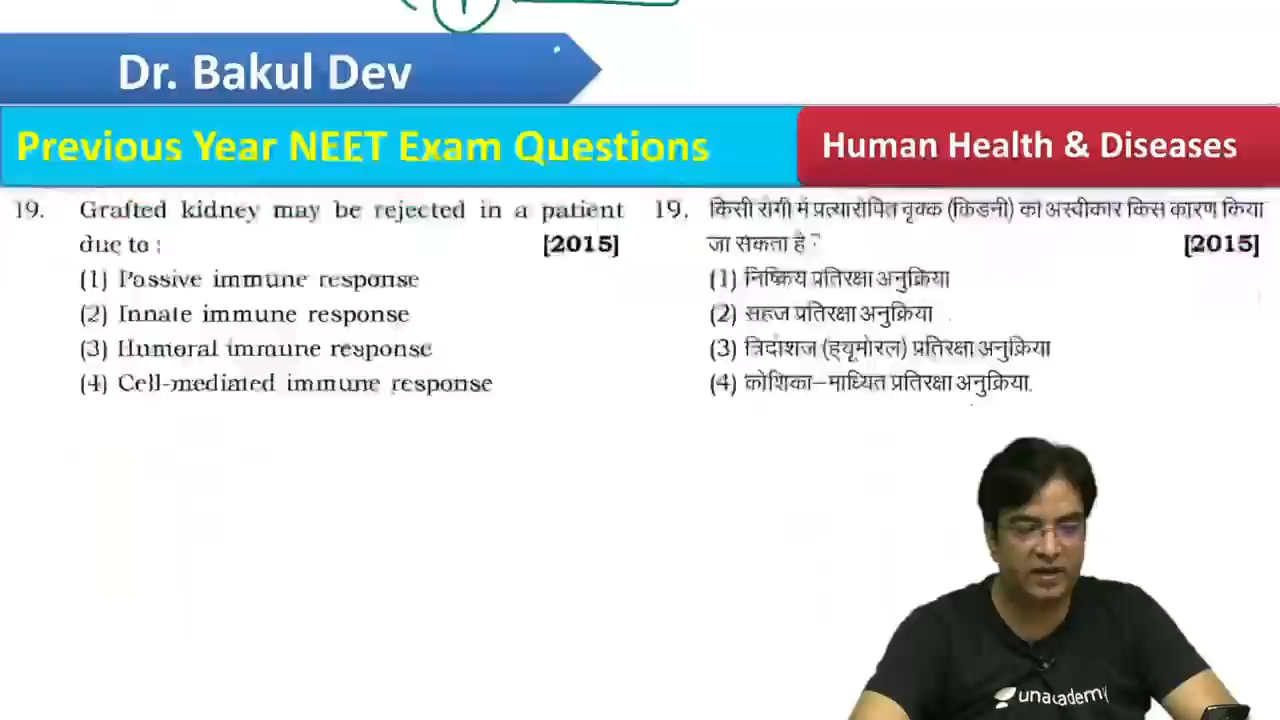 Dr. Bakul Dev
Previous Year NEET Exam Questions
Human Health & Diseases
19. Grafted kidney may be rejected in a patient
due to : [2015]
(1) Passive immune response
(2) Innate immune response
(3) Humoral immune response
(4) Cell-mediated immune response
19. किसी रोगी में प्रत्यारोपित वृक्क (किडनी) को अस्वीकार किस कारण किया
जा सकता है ? [2015]
(1) निष्क्रिय प्रतिरक्षा अनुक्रिया
(2) सहज प्रतिरक्षा अनुक्रिया
(3) त्रिदोशज (ह्यूमोरल) प्रतिरक्षा अनुक्रिया
(4) कोशिका–माध्यित प्रतिरक्षा अनुक्रिया.
unacademy